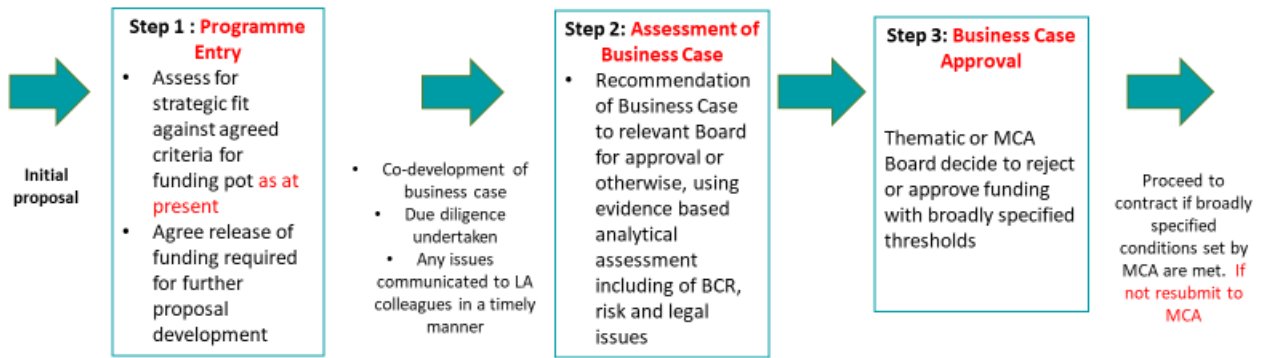 Initial
proposal
Step 1 : Programme
Entry
• Assess for
strategic fit
against agreed
criteria for
funding pot as at
present
• Agree release of
funding required
for further
proposal
development
• Co-development of
business case
• Due diligence
undertaken
• Any issues
communicated to LA
colleagues in a timely
manner
Step 2: Assessment of
Business Case
• Recommendation
of Business Case
to relevant Board
for approval or
otherwise, using
evidence based
analytical
assessment
including of BCR,
risk and legal
issues
Step 3: Business Case
Approval
Thematic or MCA
Board decide to reject
or approve funding
with broadly specified
thresholds
Proceed to
contract if broadly
specified
conditions set by
MCA are met. If
not resubmit to
MCA